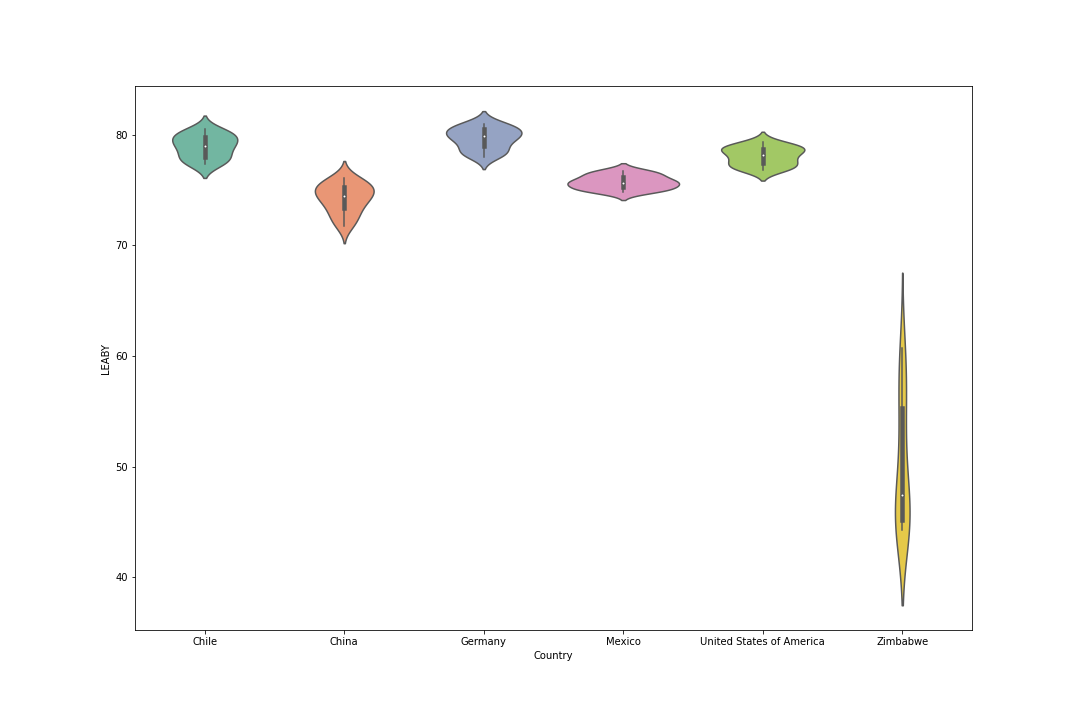 80
70
60
50
40
LEABY
Chile
China
Germany
Mexico
United States of America
Zimbabwe
Country